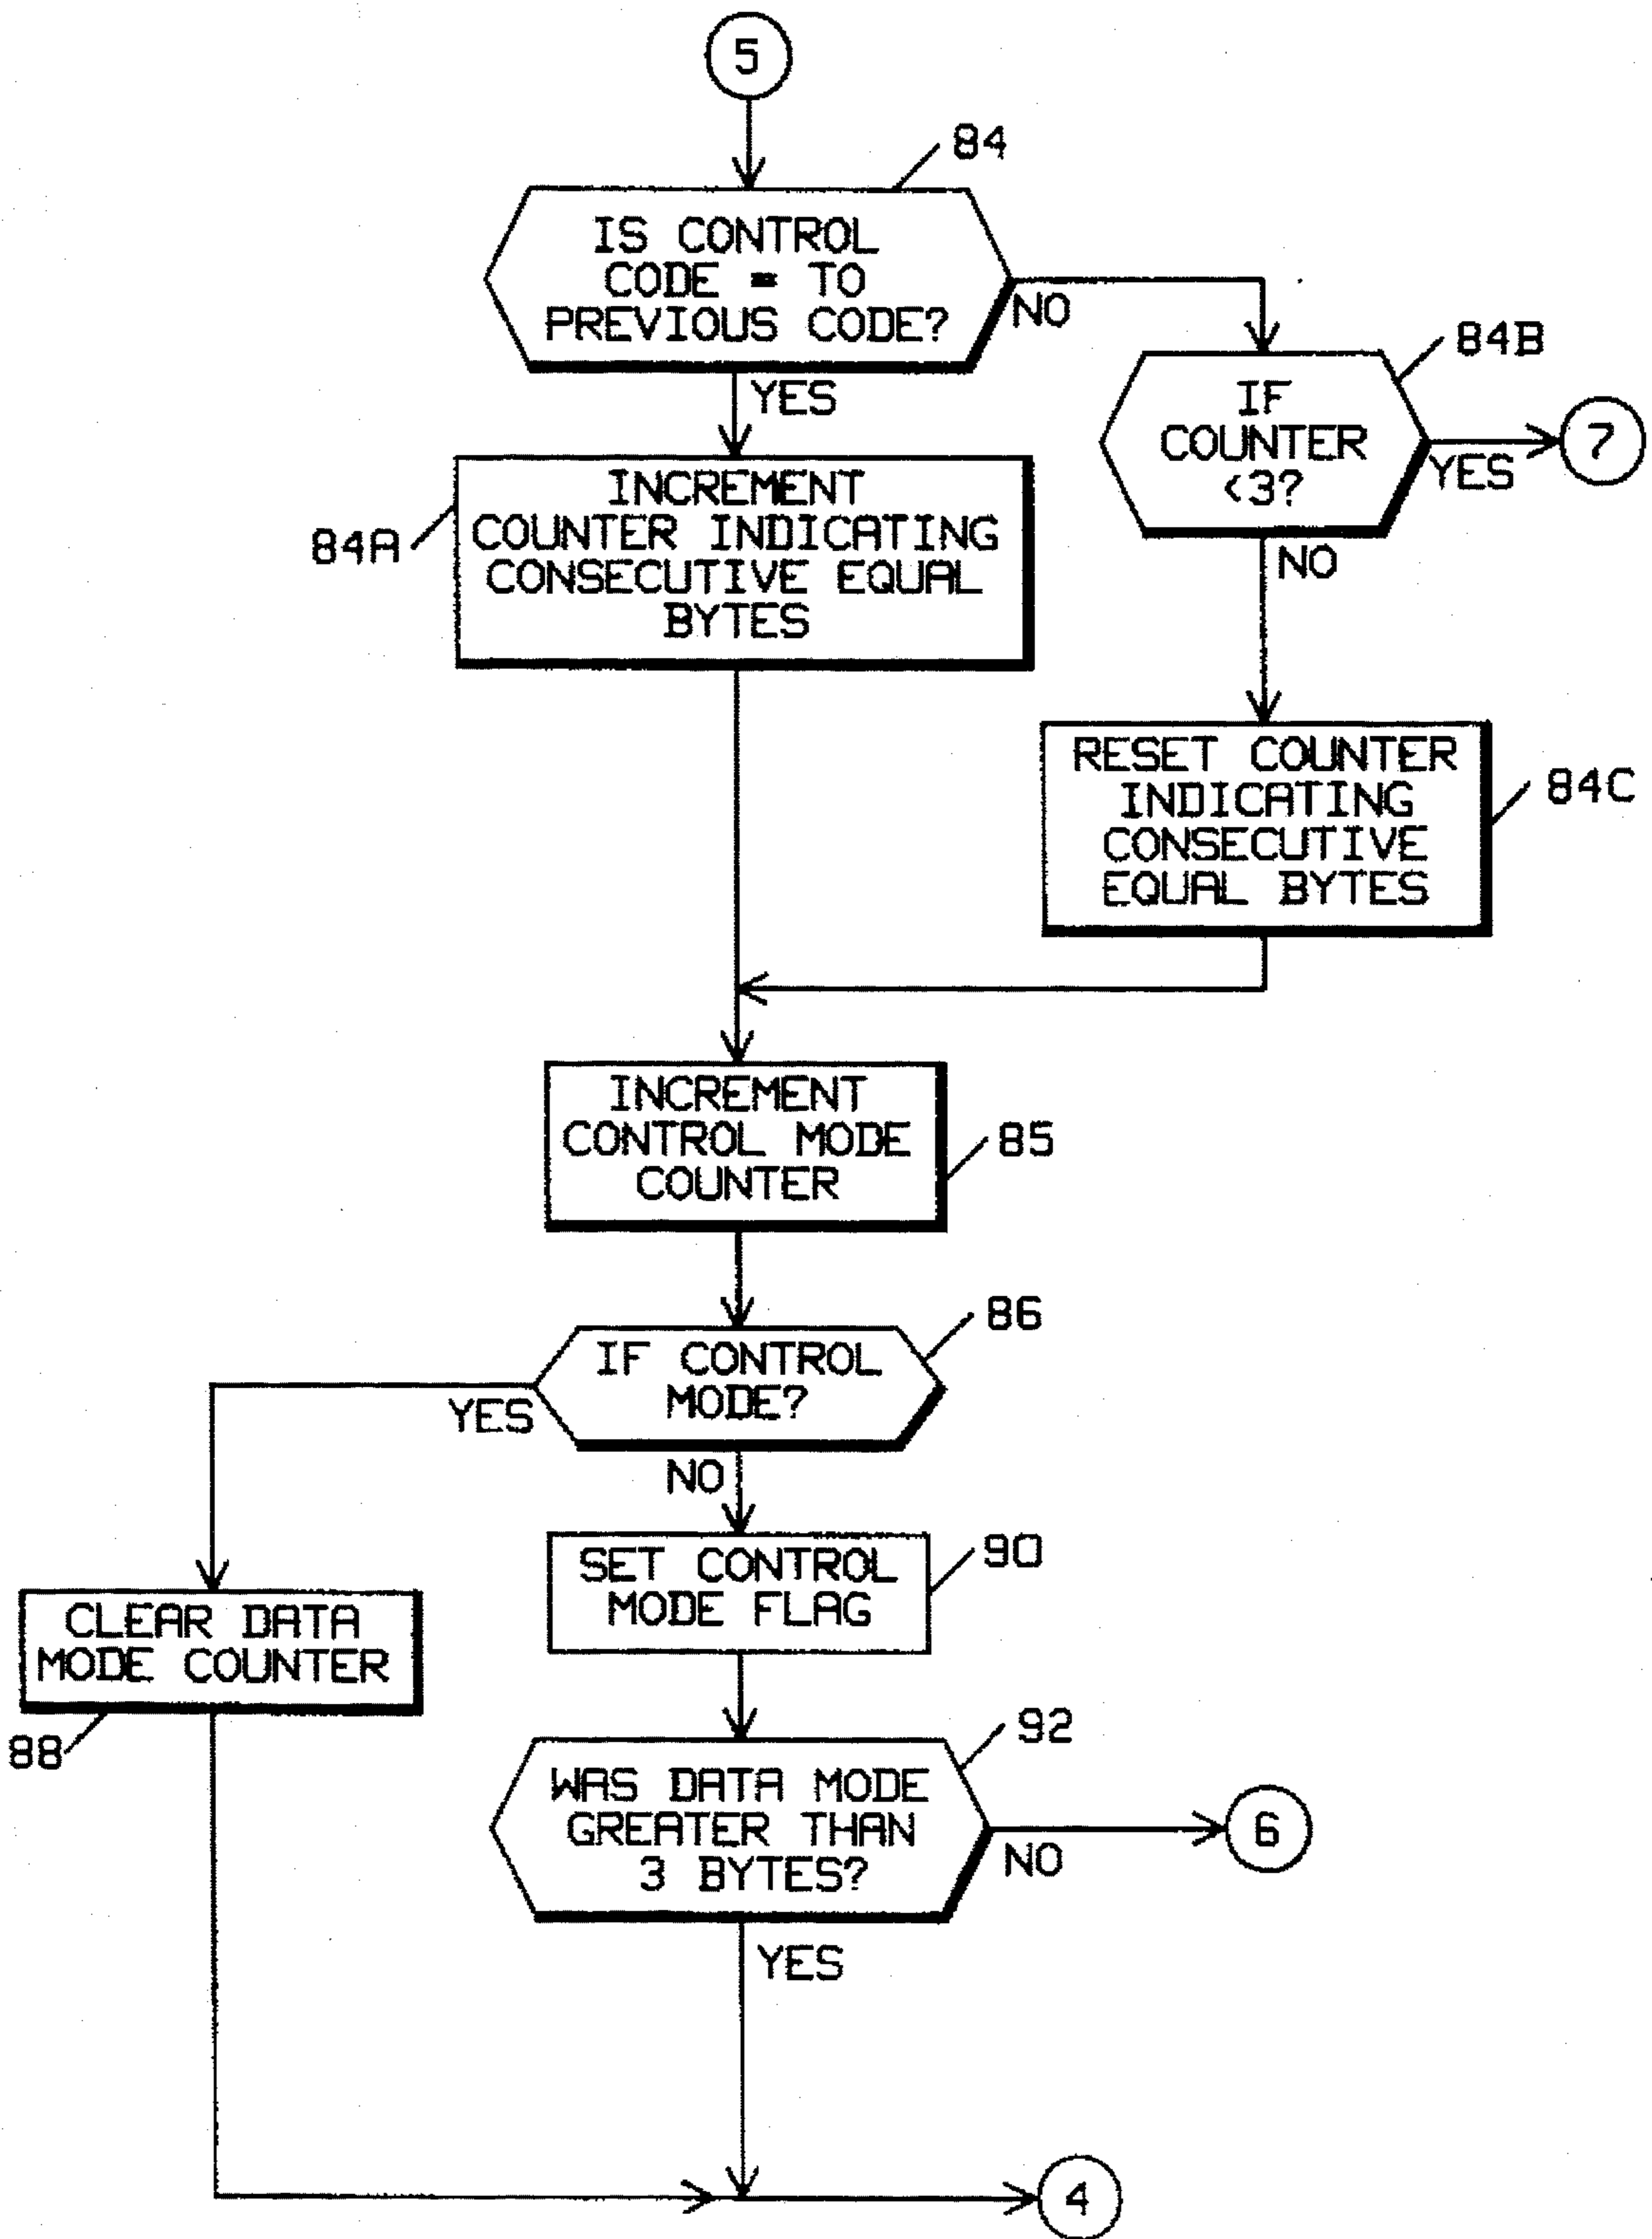 5
84
IS CONTROL
CODE = TO
PREVIOUS CODE?
NO
84B
YES
IF
COUNTER
<3?
7
YES
84A
INCREMENT
COUNTER INDICATING
CONSECUTIVE EQUAL
BYTES
NO
RESET COUNTER
INDICATING
CONSECUTIVE
EQUAL BYTES
84C
INCREMENT
CONTROL MODE
COUNTER
85
86
IF CONTROL
MODE?
YES
NO
SET CONTROL
MODE FLAG
90
CLEAR DATA
MODE COUNTER
88
92
WAS DATA MODE
GREATER THAN
3 BYTES?
6
NO
YES
4